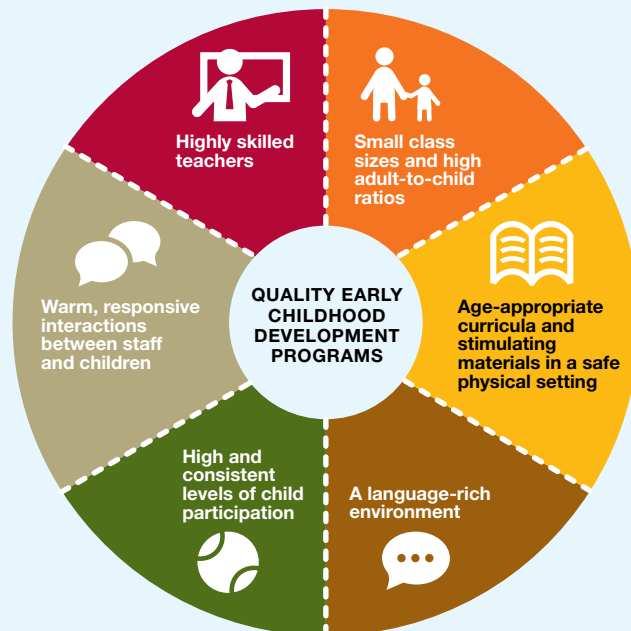 Highly skilled
teachers
Small class
sizes and high
adult-to-child
ratios
Warm, responsive
interactions
between staff
and children
QUALITY EARLY
CHILDHOOD
DEVELOPMENT
PROGRAMS
Age-appropriate
curricula and
stimulating
materials in a safe
physical setting
High and
consistent
levels of child
participation
A language-rich
environment